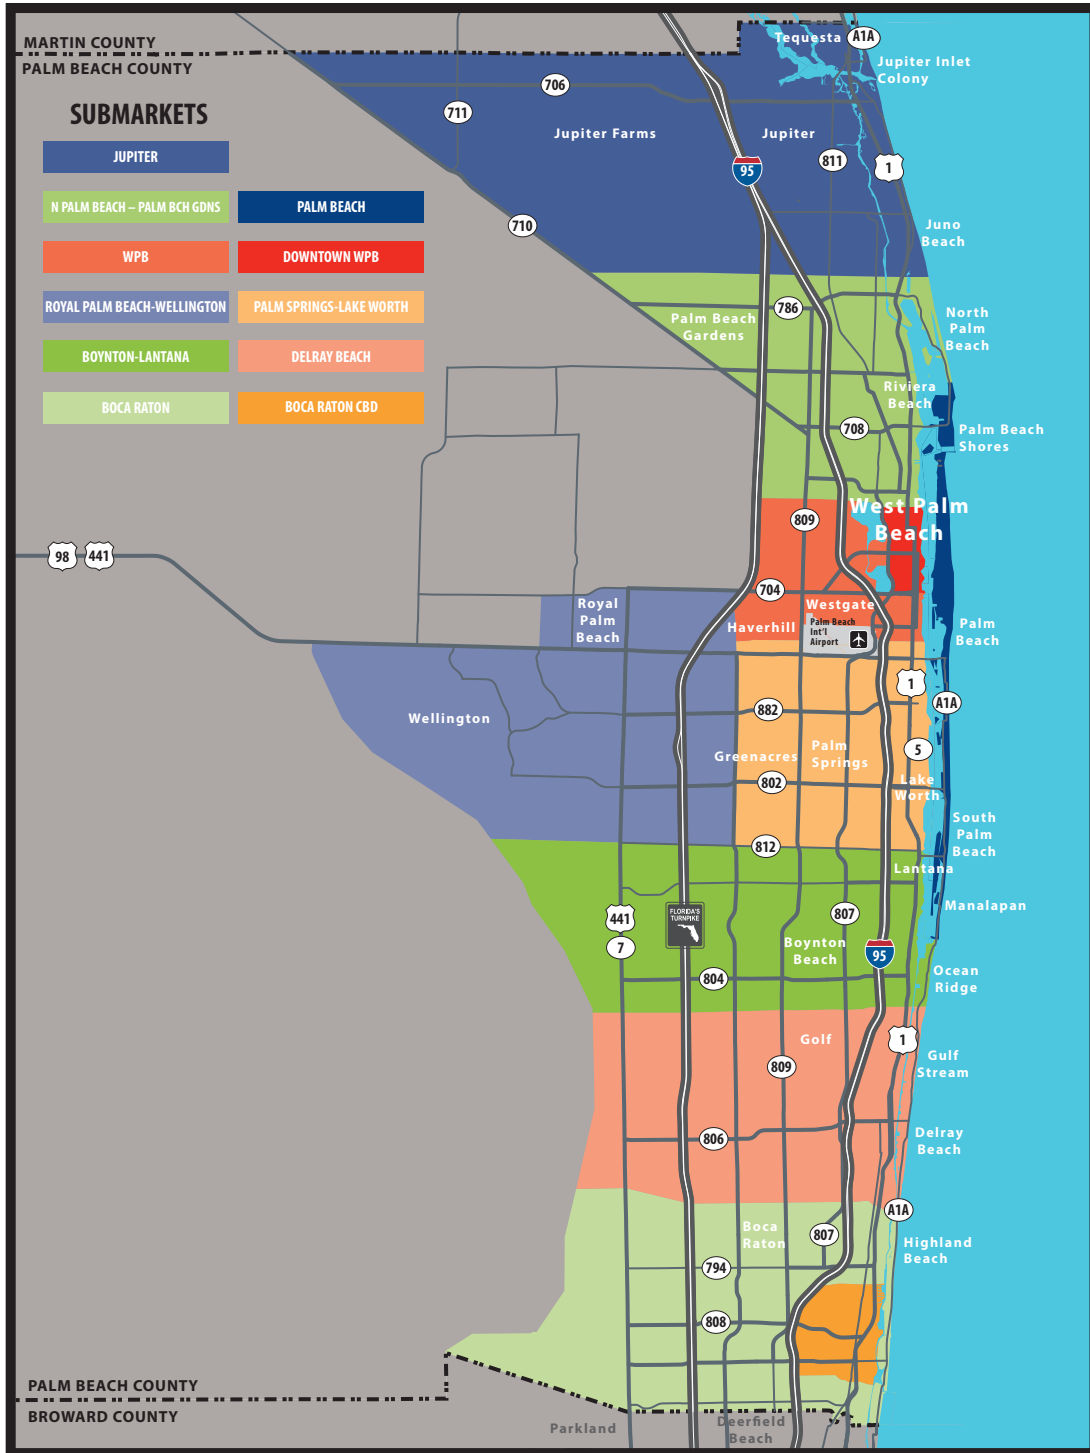 MARTIN COUNTY
PALM BEACH COUNTY
SUBMARKETS
JUPITER
N PALM BEACH – PALM BCH GDNS
PALM BEACH
WPB
DOWNTOWN WPB
ROYAL PALM BEACH-WELLINGTON
PALM SPRINGS-LAKE WORTH
BOYNTON-LANTANA
DELRAY BEACH
BOCA RATON
BOCA RATON CBD
Tequesta
A1A
Jupiter Inlet
Colony
706
711
Jupiter Farms
Jupiter
811
95
1
710
Juno
Beach
786
North
Palm
Beach
Palm Beach
Gardens
Riviera
Beach
708
Palm Beach
Shores
West Palm
Beach
809
98
441
704
Royal
Palm
Beach
Westgate
Haverhill
Palm Beach
Int'l
Airport
Palm
Beach
1
A1A
882
Wellington
5
Greenacres
Palm
Springs
802
Lake
Worth
South
Palm
Beach
812
Lantana
Manalapan
441
7
FLORIDA'S
TURNPIKE
807
Boynton
Beach
95
804
Ocean
Ridge
Golf
1
Gulf
Stream
809
806
Delray
Beach
A1A
Boca
Raton
807
Highland
Beach
794
808
PALM BEACH COUNTY
BROWARD COUNTY
Parkland
Deerfield
Beach